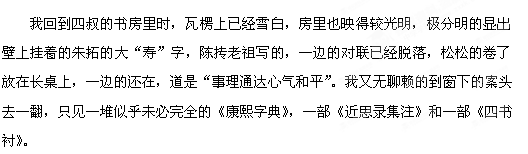 我回到四叔的书房里时，瓦楞上已经雪白，房里也映得较光明，极分明的显出
壁上挂着的朱拓的大“寿”字，陈抟老祖写的，一边的对联已经脱落，松松的卷了
放在长桌上，一边的还在，道是“事理通达心气和平”。我又无聊赖的到窗下的案头
去一翻，只见一堆似乎未必完全的《康熙字典》，一部《近思录集注》和一部《四书
衬》。